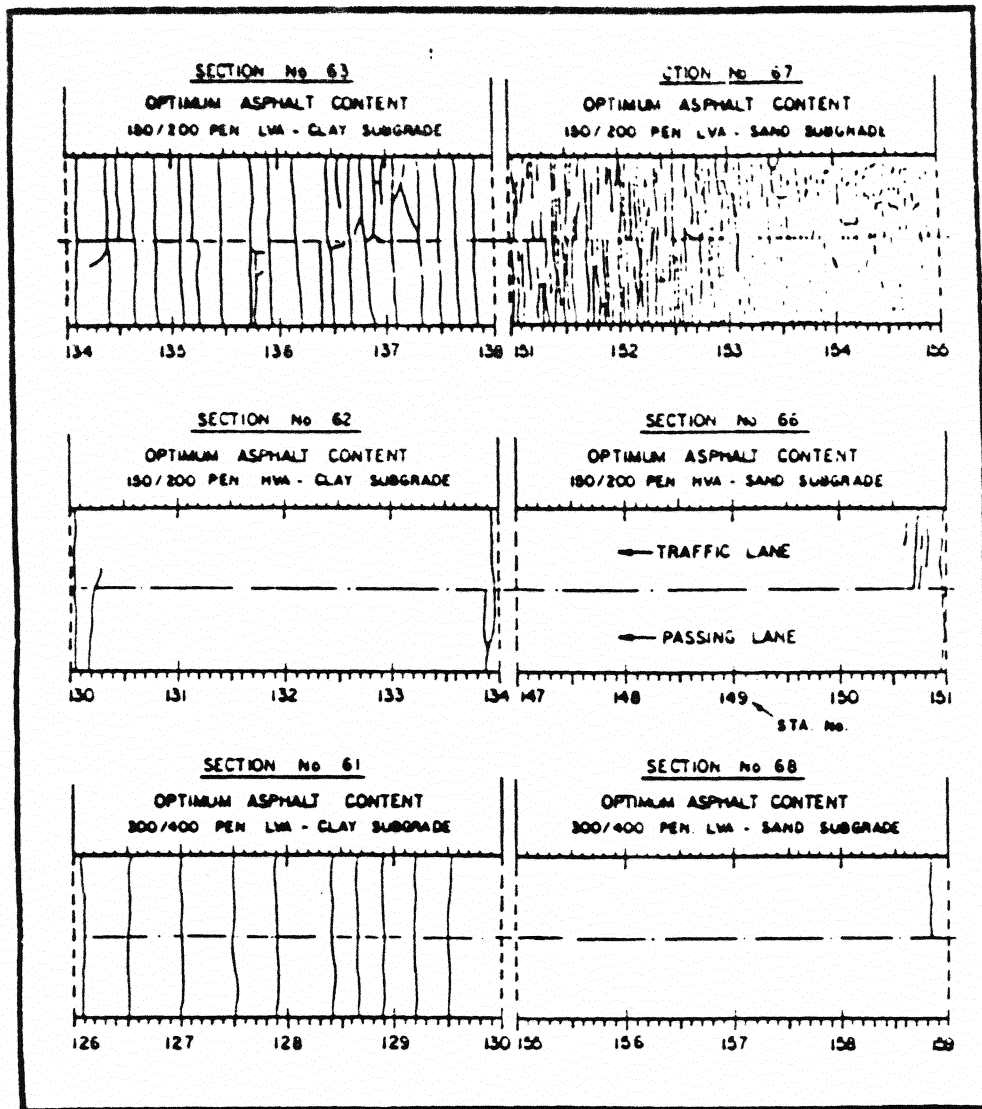 SECTION No 63
OPTIMUM ASPHALT CONTENT
150/200 PEN LVA - CLAY SUBGRADE
134 135 136 137 138
CTION No 67
OPTIMUM ASPHALT CONTENT
150/200 PEN LVA - SAND SUBGRADE
151 152 153 154 155
SECTION No 62
OPTIMUM ASPHALT CONTENT
150/200 PEN HVA - CLAY SUBGRADE
130 131 132 133 134
SECTION No 66
OPTIMUM ASPHALT CONTENT
150/200 PEN HVA - SAND SUBGRADE
TRAFFIC LANE
PASSING LANE
147 148 149 150 151
STA. No.
SECTION No 61
OPTIMUM ASPHALT CONTENT
300/400 PEN LVA - CLAY SUBGRADE
126 127 128 129 130
SECTION No 68
OPTIMUM ASPHALT CONTENT
300/400 PEN. LVA - SAND SUBGRADE
155 156 157 158 159